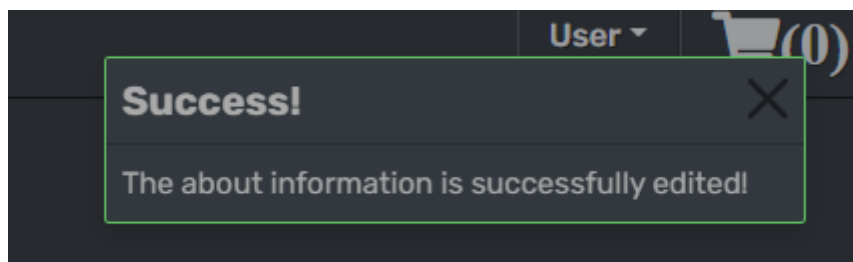 User (0)
Success!
The about information is successfully edited!